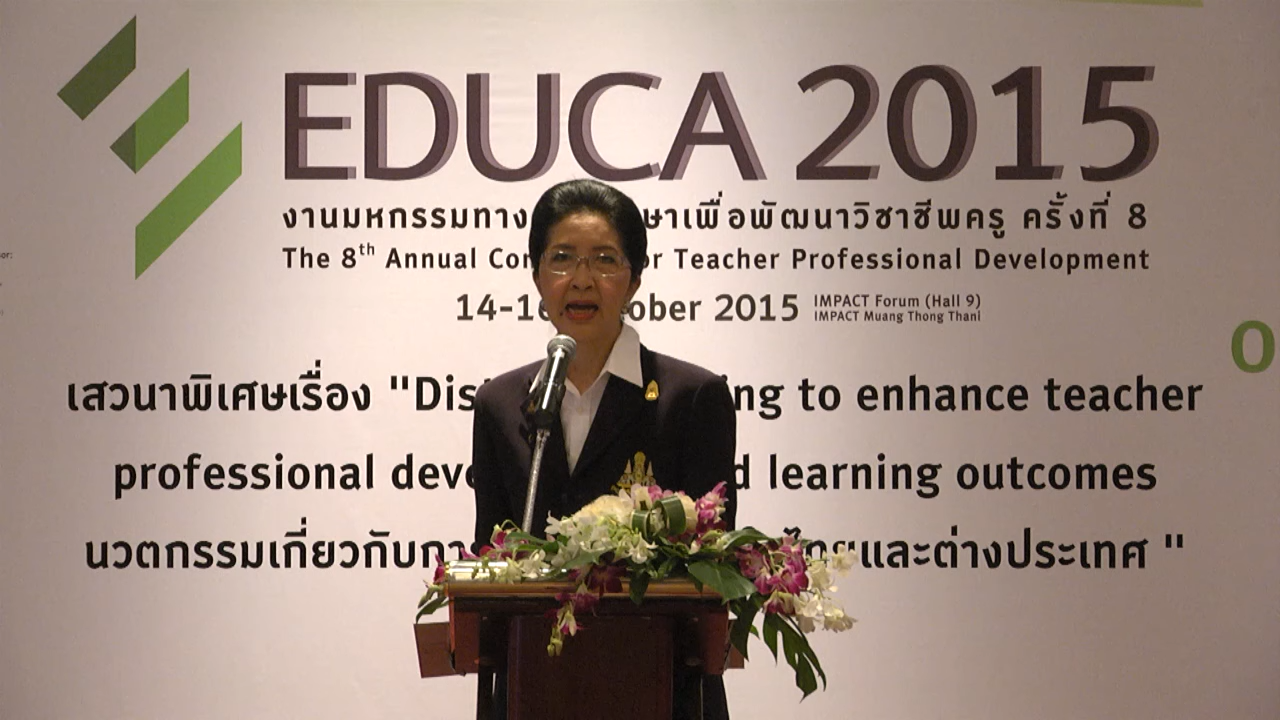 EDUCA 2015
งานมหกรรมทาง ษาเพื่อพัฒนาวิชาชีพครู ครั้งที่ 8
The 8th Annual Con or Teacher Professional Development
14-16 ober 2015 IMPACT Forum (Hall 9)
IMPACT Muang Thong Thani
or:
O
เสวนาพิเศษเรื่อง "Dis ng to enhance teacher
professional deve d learning outcomes
นวตกรรมเกี่ยวกับกา ไทยและต่างประเทศ "